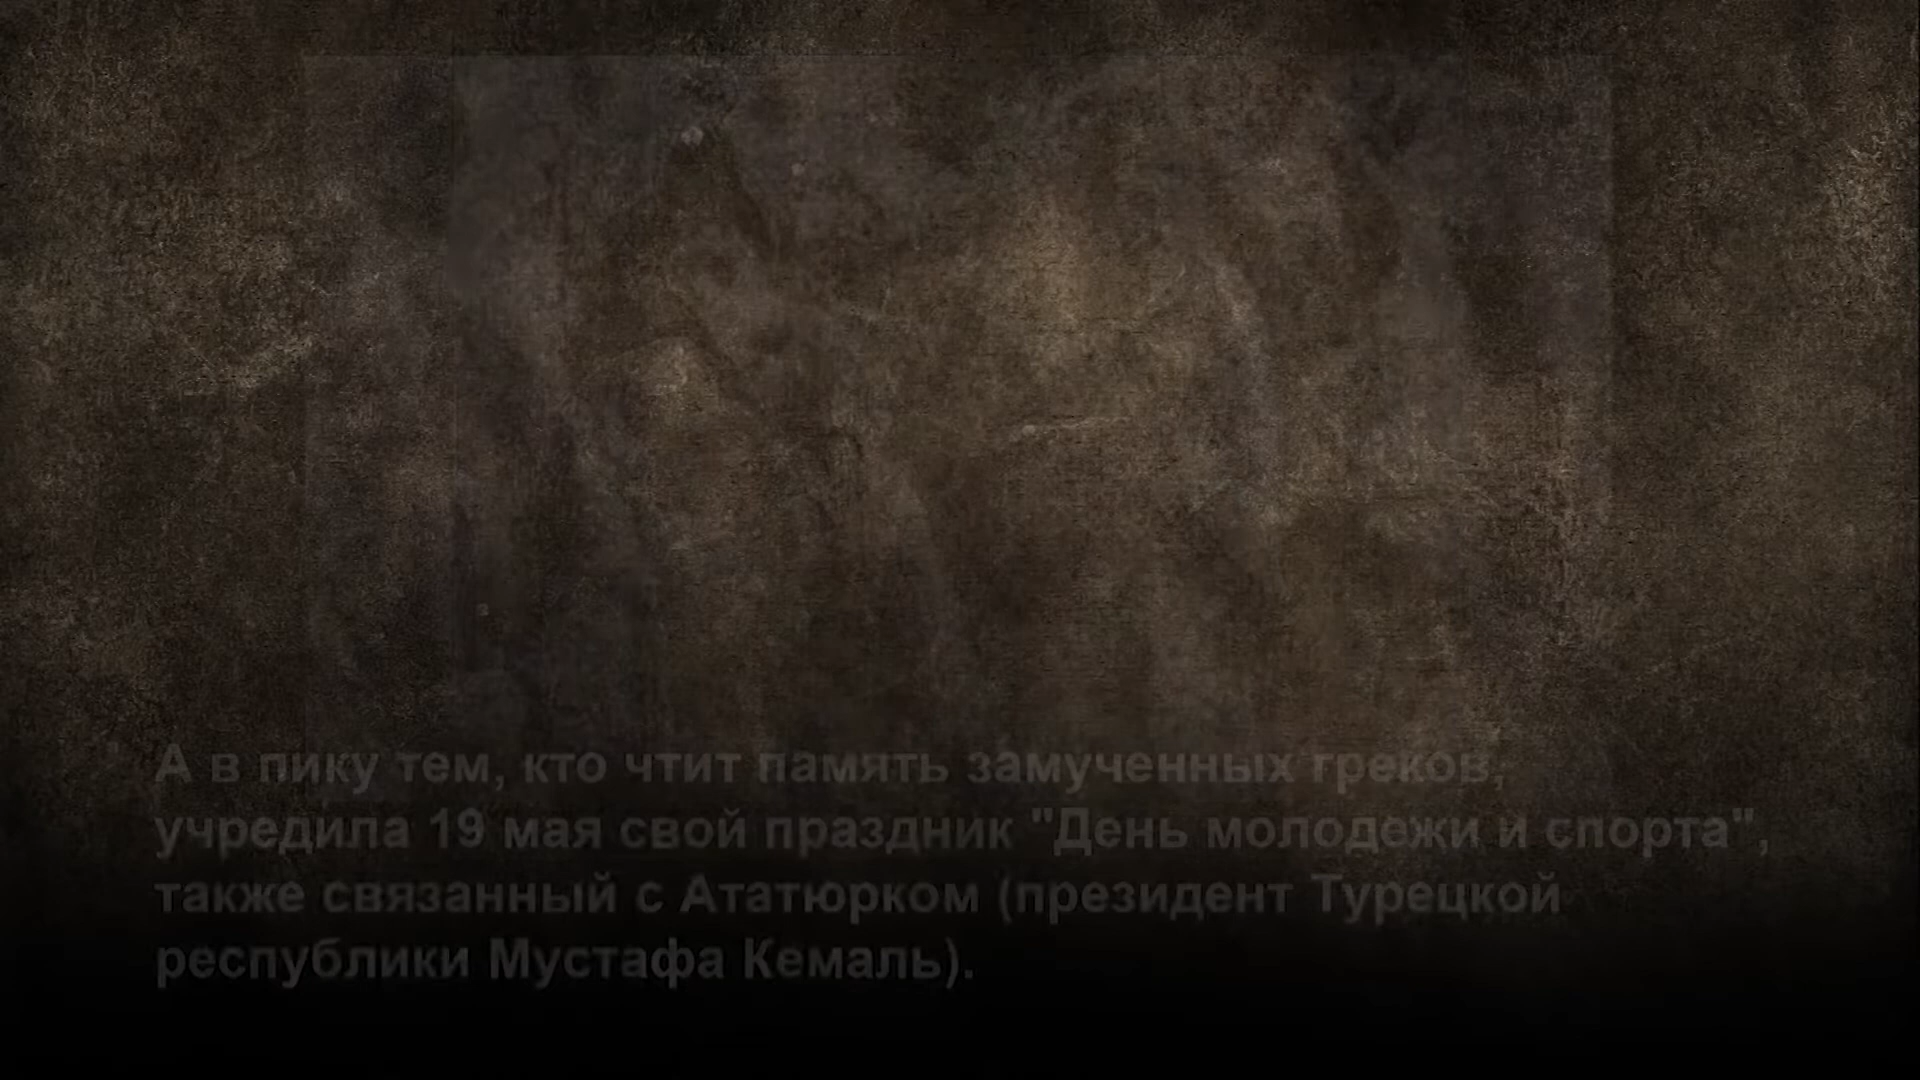 А в пику тем, кто чтит память замученных греков,
учредила 19 мая свой праздник "День молодежи и спорта",
также связанный с Ататюрком (президент Турецкой
республики Мустафа Кемаль).